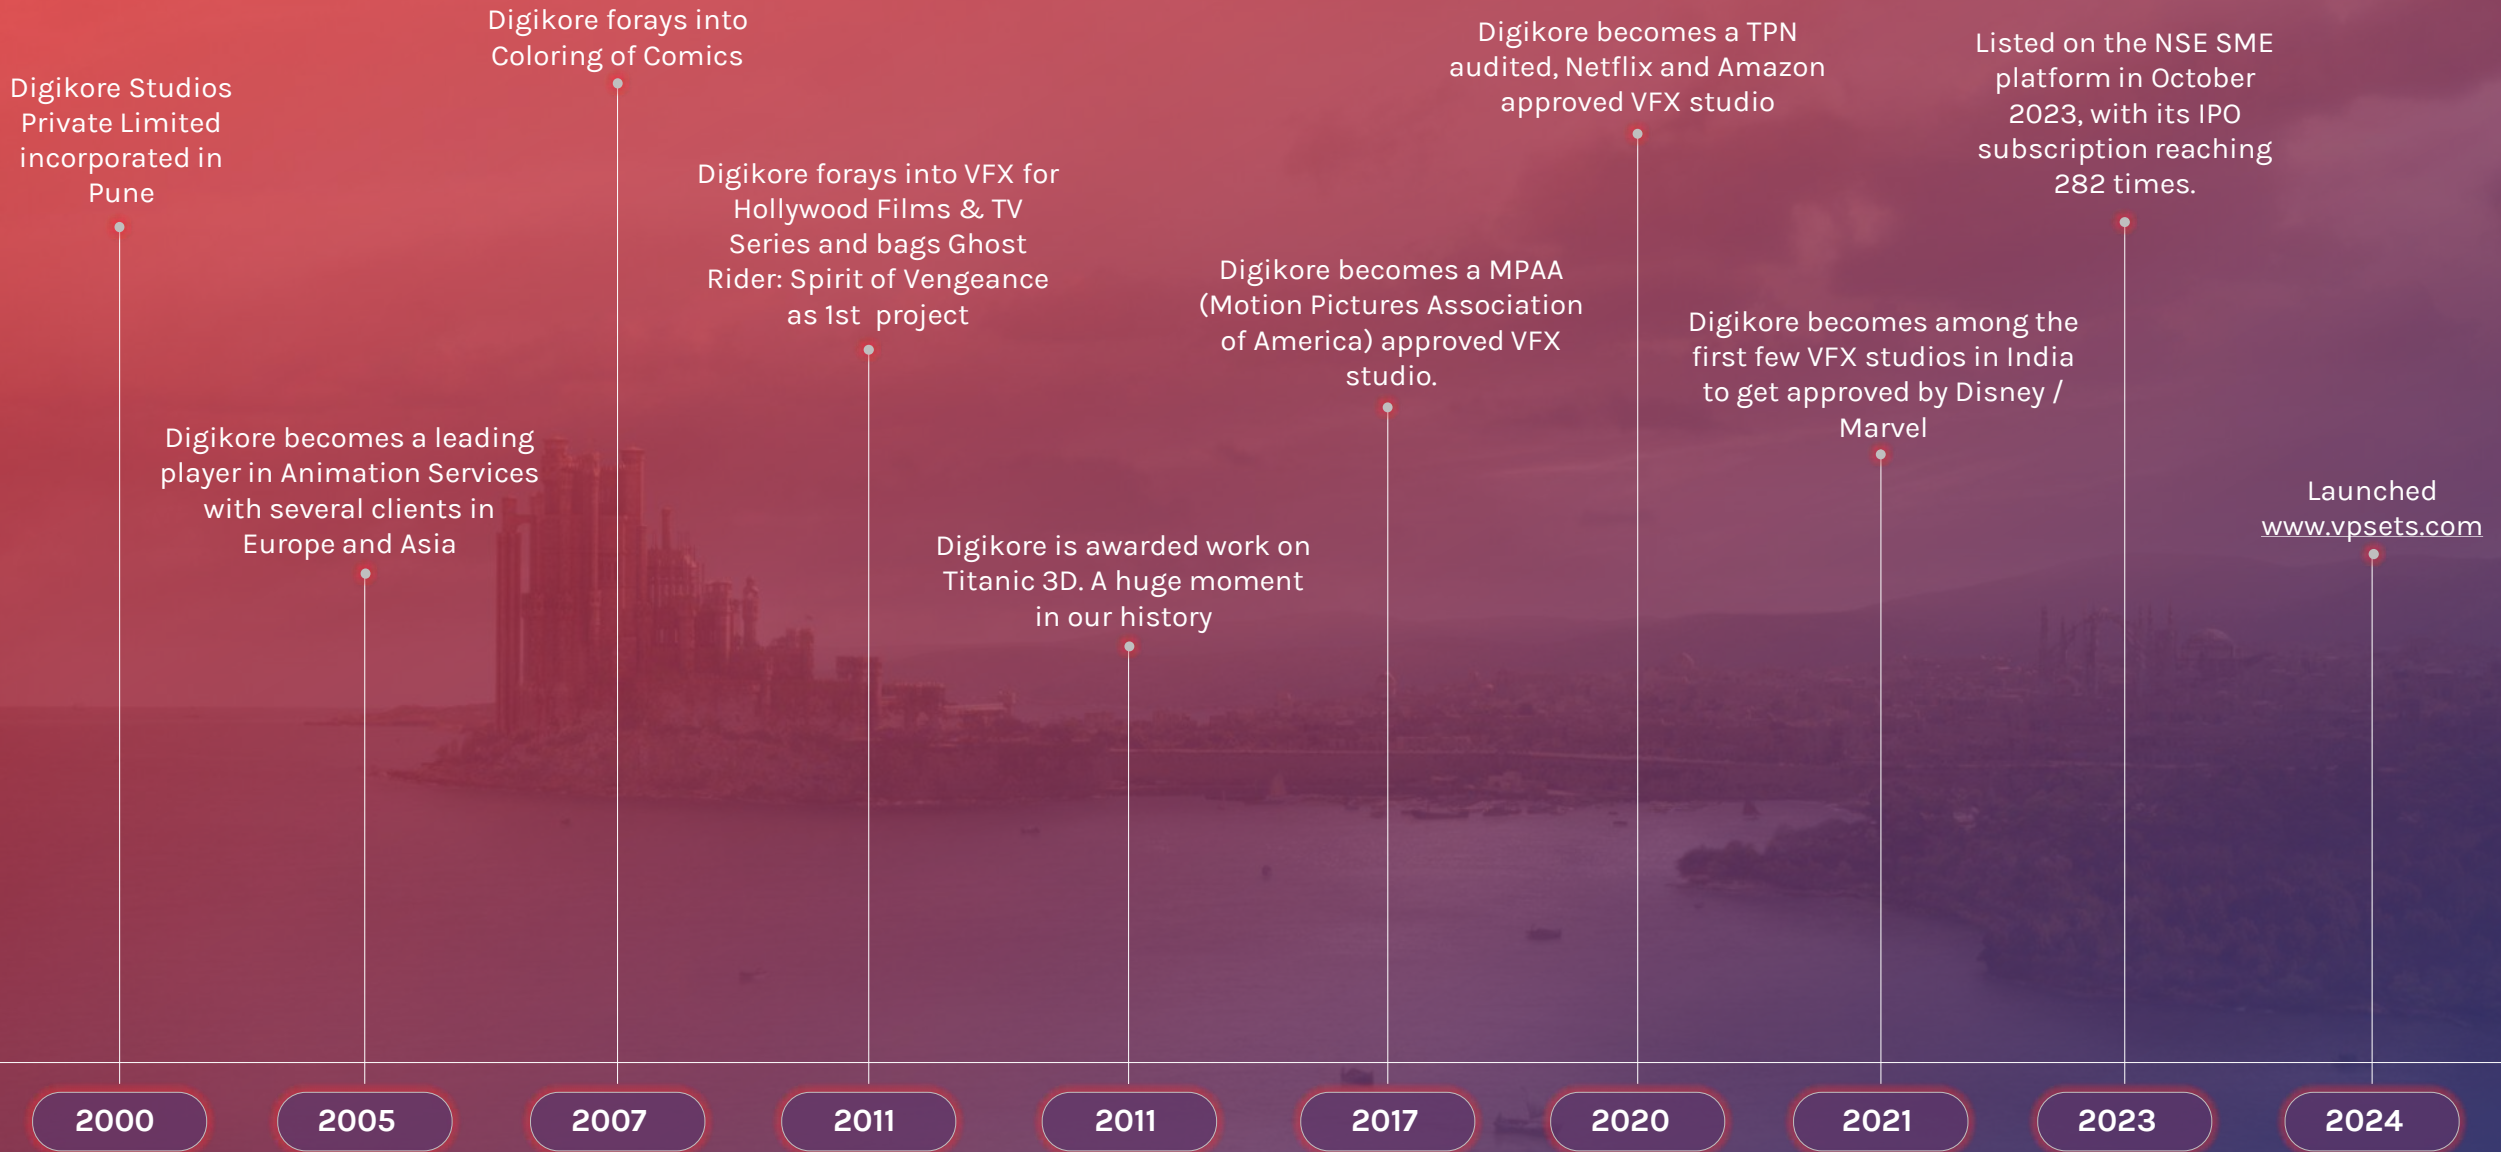 Digikore Studios
Private Limited
incorporated in
Pune
Digikore becomes a leading
player in Animation Services
with several clients in
Europe and Asia
Digikore forays into
Coloring of Comics
Digikore forays into VFX for
Hollywood Films & TV
Series and bags Ghost
Rider: Spirit of Vengeance
as 1st project
Digikore is awarded work on
Titanic 3D. A huge moment
in our history
Digikore becomes a MPAA
(Motion Pictures Association
of America) approved VFX
studio.
Digikore becomes a TPN
audited, Netflix and Amazon
approved VFX studio
Digikore becomes among the
first few VFX studios in India
to get approved by Disney /
Marvel
Listed on the NSE SME
platform in October
2023, with its IPO
subscription reaching
282 times.
Launched
www.vpsets.com
2000
2005
2007
2011
2011
2017
2020
2021
2023
2024